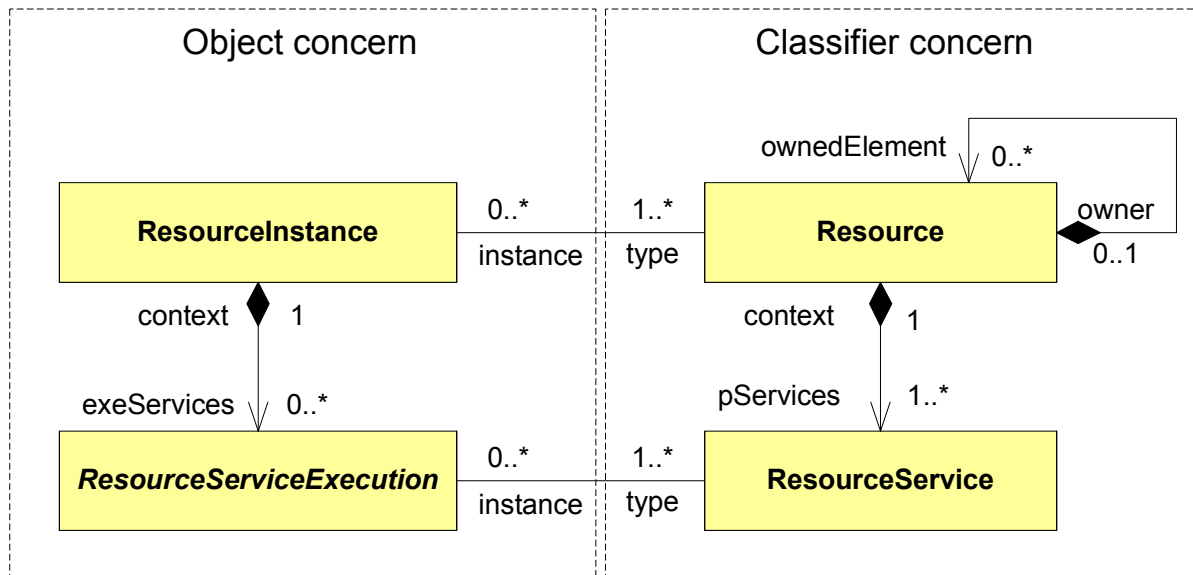 Object concern
Classifier concern
ownedElement
0..*
ResourceInstance
0..*
instance
1..*
type
Resource
owner
0..1
context
1
context
1
exeServices
0..*
pServices
1..*
ResourceServiceExecution
0..*
instance
1..*
type
ResourceService